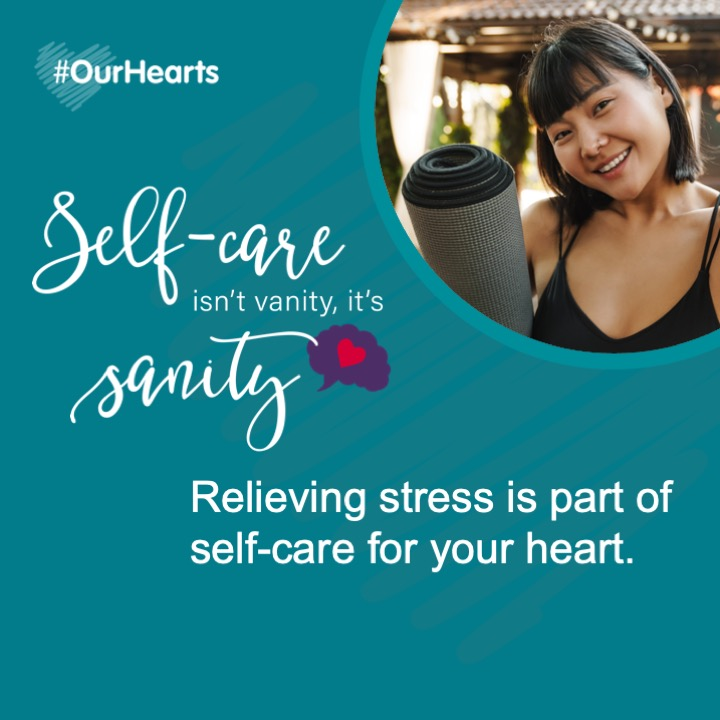 #OurHearts
Self-care
isn't vanity, it's
sanity
Relieving stress is part of
self-care for your heart.